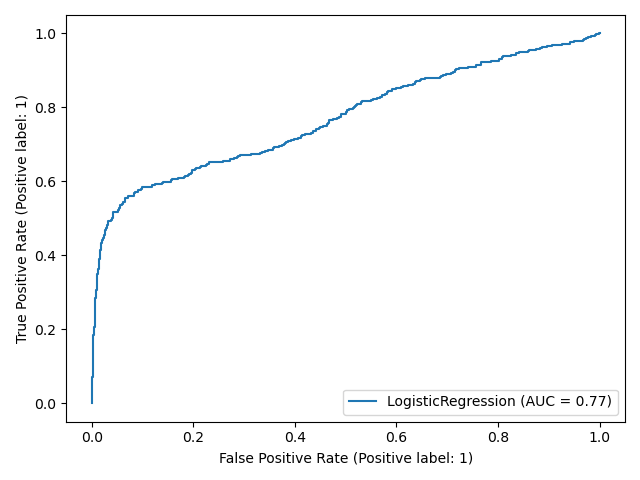 1.0
0.8
0.6
0.4
0.2
0.0
True Positive Rate (Positive label: 1)
LogisticRegression (AUC = 0.77)
0.0 0.2 0.4 0.6 0.8 1.0
False Positive Rate (Positive label: 1)